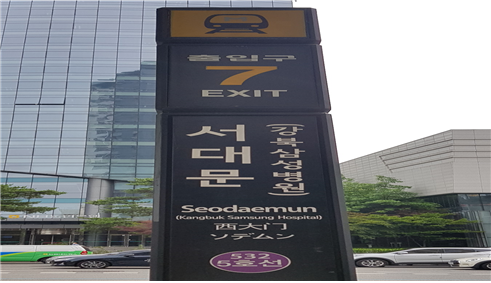 출입구
7
EXIT
서대문
(강북삼성병원)
Seodaemun
(Kangbuk Samsung Hospital)
西大门
ソデムン
532
5호선